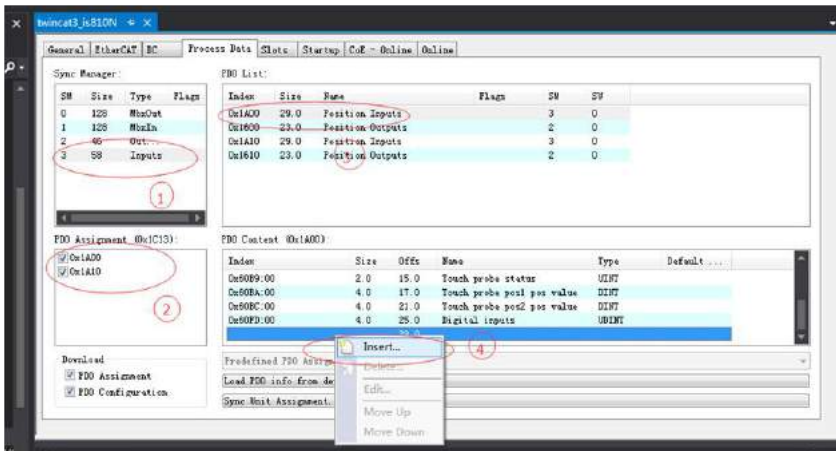 twincat3_is810N
General EtherCAT DC Process Data Slots Startup CoE - Online Online
Sync Manager:
SM Size Type Flags
0 128 MbxOut
1 128 MbxIn
2 46 Out...
3 58 Inputs
1
PDO List:
Index Size Name Flags SM SU
0x1A00 29.0 Position Inputs 3 0
0x1600 23.0 Position Outputs 2 0
0x1A10 29.0 Position Inputs 3 0
0x1610 23.0 Position Outputs 2 0
3
PDO Assignment (0x1C13):
0x1A00
0x1A10
2
PDO Content (0x1A00):
Index Size Offs Name Type Default ...
0x60B9:00 2.0 15.0 Touch probe status UINT
0x60BA:00 4.0 17.0 Touch probe pos1 pos value DINT
0x60BC:00 4.0 21.0 Touch probe pos2 pos value DINT
0x60FD:00 4.0 25.0 Digital inputs UDINT
29.0
Insert...
4
Delete...
Edit...
Move Up
Move Down
Download
PDO Assignment
PDO Configuration
Predefined PDO
Load PDO info from
Sync Unit Assignment.